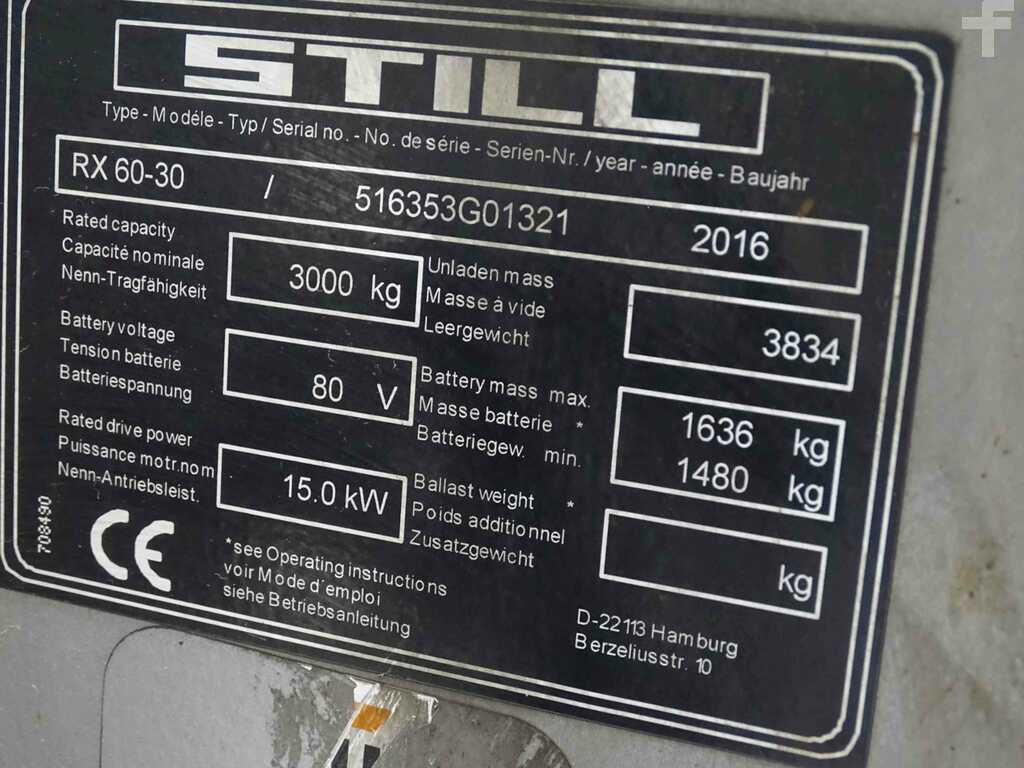 STILL
Type - Modéle - Typ / Serial no. - No. de série - Serien-Nr. / year - année - Baujahr
RX 60-30 / 516353G01321 2016
Rated capacity
Capacité nominale
Nenn-Tragfähigkeit
3000 kg
Unladen mass
Masse à vide
Leergewicht
3834
Battery voltage
Tension batterie
Batteriespannung
80 V
Battery mass max.
Masse batterie *
Batteriegew. min.
1636 kg
1480 kg
Rated drive power
Puissance motr.nom
Nenn-Antriebsleist.
15.0 kW
Ballast weight *
Poids additionnel
Zusatzgewicht
kg
708490
CE
*see Operating instructions
voir Mode d'emploi
siehe Betriebsanleitung
D-22113 Hamburg
Berzeliusstr. 10
f